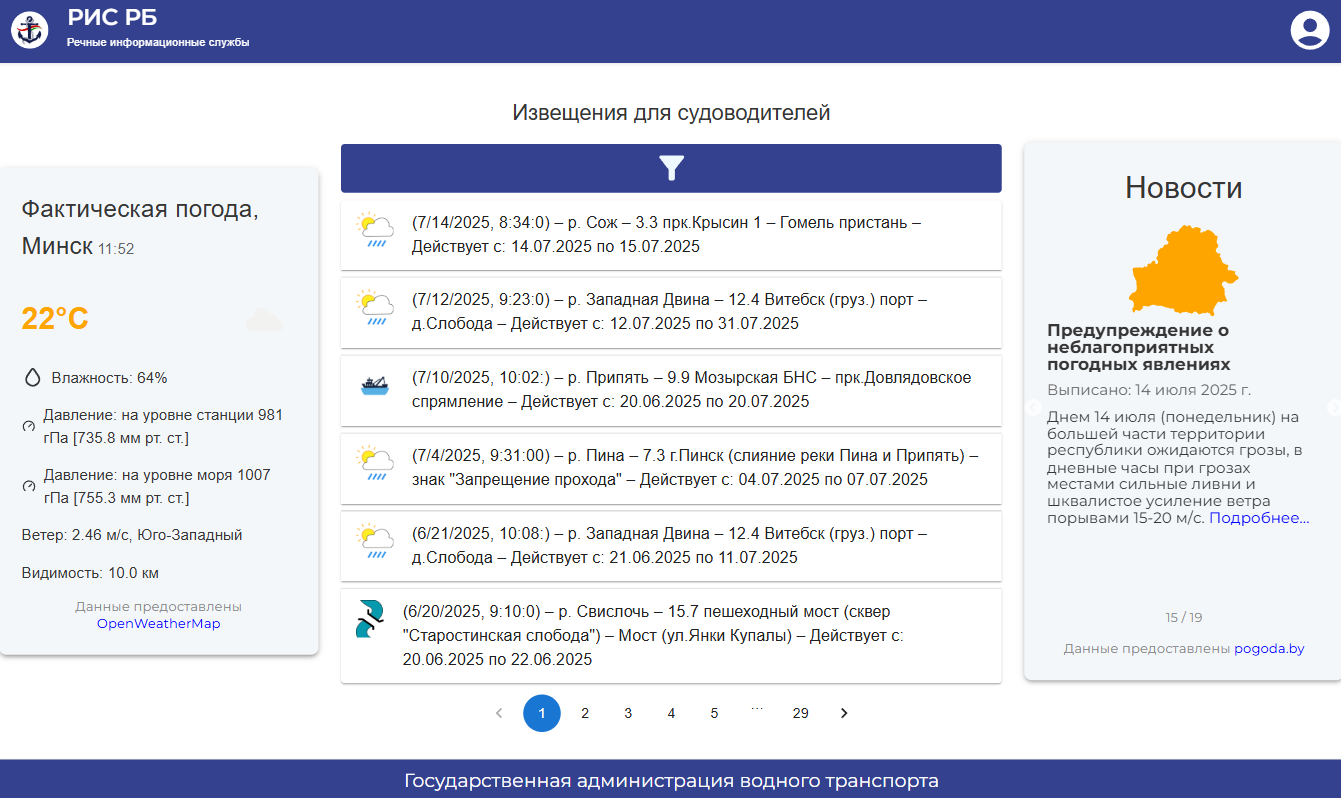 РИС РБ
Речные информационные службы
Извещения для судоводителей
Фактическая погода,
Минск 11:52
22°C
Влажность: 64%
Давление: на уровне станции 981
гПа [735.8 мм рт. ст.]
Давление: на уровне моря 1007
гПа [755.3 мм рт. ст.]
Ветер: 2.46 м/с, Юго-Западный
Видимость: 10.0 км
Данные предоставлены
OpenWeatherMap
(7/14/2025, 8:34:0) – р. Сож – 3.3 прк.Крысин 1 – Гомель пристань –
Действует с: 14.07.2025 по 15.07.2025
(7/12/2025, 9:23:0) – р. Западная Двина – 12.4 Витебск (груз.) порт –
д.Слобода – Действует с: 12.07.2025 по 31.07.2025
(7/10/2025, 10:02:) – р. Припять – 9.9 Мозырская БНС – прк.Довлядовское
спрямление – Действует с: 20.06.2025 по 20.07.2025
(7/4/2025, 9:31:00) – р. Пина – 7.3 г.Пинск (слияние реки Пина и Припять) –
знак "Запрещение прохода" – Действует с: 04.07.2025 по 07.07.2025
(6/21/2025, 10:08:) – р. Западная Двина – 12.4 Витебск (груз.) порт –
д.Слобода – Действует с: 21.06.2025 по 11.07.2025
(6/20/2025, 9:10:0) – р. Свислочь – 15.7 пешеходный мост (сквер
"Старостинская слобода") – Мост (ул.Янки Купалы) – Действует с:
20.06.2025 по 22.06.2025
1 2 3 4 5 ... 29
Новости
Предупреждение о
неблагоприятных
погодных явлениях
Выписано: 14 июля 2025 г.
Днем 14 июля (понедельник) на
большей части территории
республики ожидаются грозы, в
дневные часы при грозах
местами сильные ливни и
шквалистое усиление ветра
порывами 15-20 м/с. Подробнее...
15 / 19
Данные предоставлены pogoda.by
Государственная администрация водного транспорта